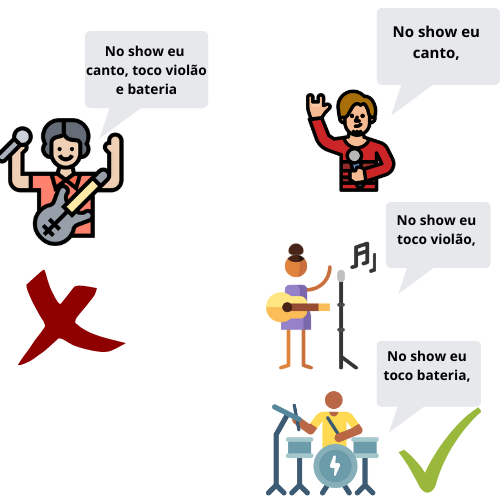 No show eu
canto, toco violão
e bateria
No show eu
canto,
No show eu
toco violão,
No show eu
toco bateria,